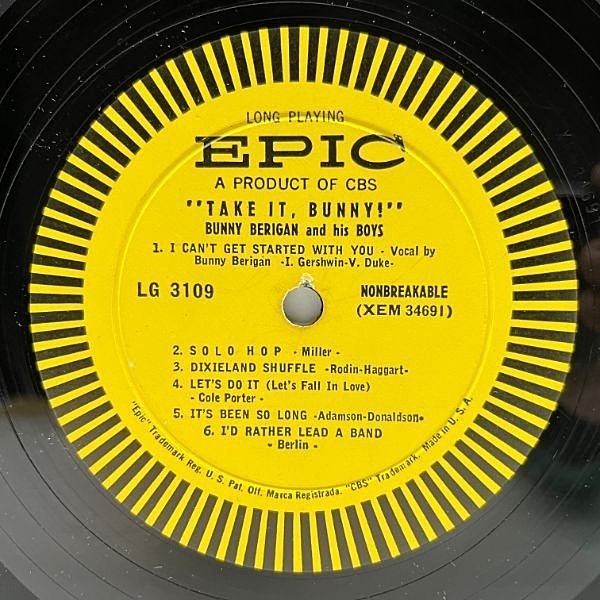 LONG PLAYING
EPIC
A PRODUCT OF CBS
"TAKE IT, BUNNY!"
BUNNY BERIGAN and his BOYS
1. I CAN'T GET STARTED WITH YOU - Vocal by
Bunny Berigan -I. Gershwin-V. Duke-
LG 3109
NONBREAKABLE
(XEM 34691)
2. SOLO HOP - Miller -
3. DIXIELAND SHUFFLE -Rodin-Haggart-
4. LET'S DO IT (Let's Fall In Love)
- Cole Porter -
5. IT'S BEEN SO LONG -Adamson-Donaldson-
6. I'D RATHER LEAD A BAND
- Berlin -
"Epic" Trademark Reg. U. S. Pat. Off. Marca Registrada. "CBS" Trademark. Made in U. S. A.